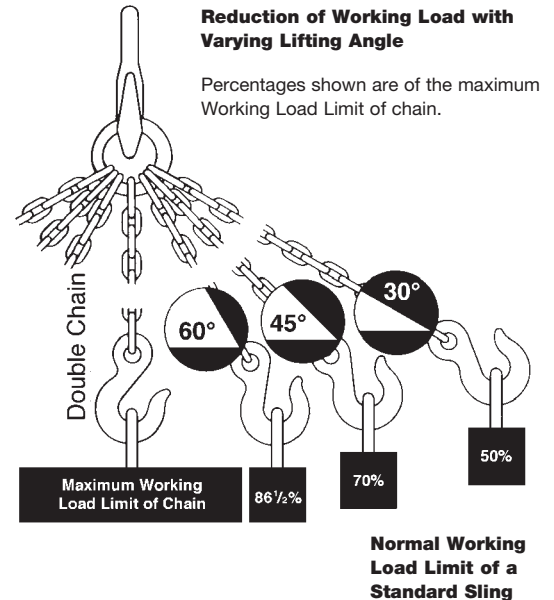 Reduction of Working Load with
Varying Lifting Angle
Percentages shown are of the maximum
Working Load Limit of chain.
Double Chain
60°
45°
30°
Maximum Working
Load Limit of Chain
86½%
70%
50%
Normal Working
Load Limit of a
Standard Sling